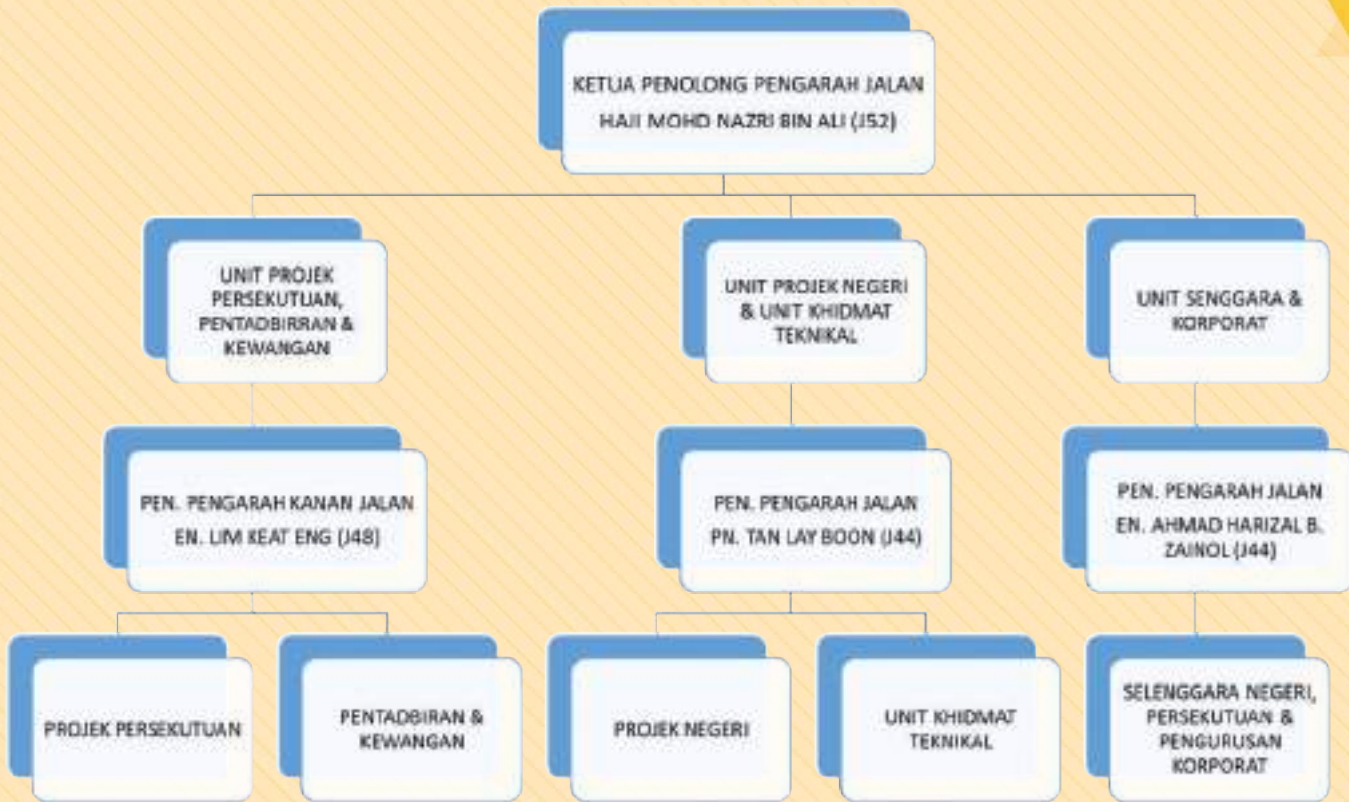 KETUA PENOLONG PENGARAH JALAN
HAJI MOHD NAZRI BIN ALI (J52)
UNIT PROJEK
PERSEKUTUAN,
PENTADBIRRAN &
KEWANGAN
UNIT PROJEK NEGERI
& UNIT KHIDMAT
TEKNIKAL
UNIT SENGGARA &
KORPORAT
PEN. PENGARAH KANAN JALAN
EN. LIM KEAT ENG (J48)
PEN. PENGARAH JALAN
PN. TAN LAY BOON (J44)
PEN. PENGARAH JALAN
EN. AHMAD HARIZAL B.
ZAINOL (J44)
PROJEK PERSEKUTUAN
PENTADBIRAN &
KEWANGAN
PROJEK NEGERI
UNIT KHIDMAT
TEKNIKAL
SELENGGARA NEGERI,
PERSEKUTUAN &
PENGURUSAN
KORPORAT